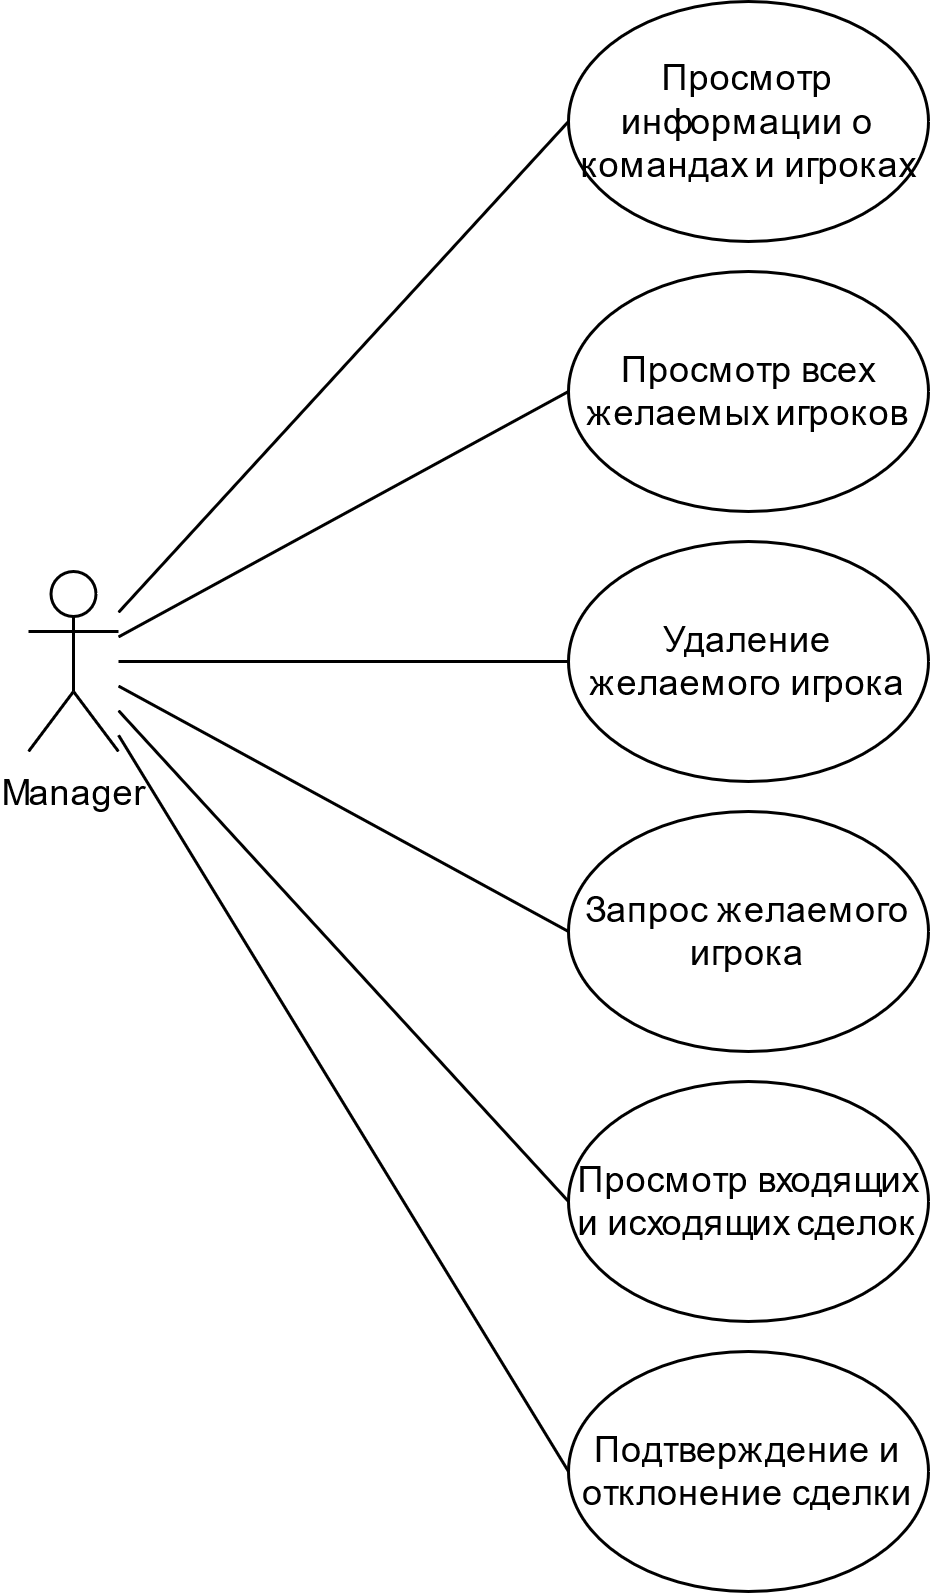 Просмотр
информации о
командах и игроках
Просмотр всех
желаемых игроков
Удаление
желаемого игрока
Manager
Запрос желаемого
игрока
Просмотр входящих
и исходящих сделок
Подтверждение и
отклонение сделки